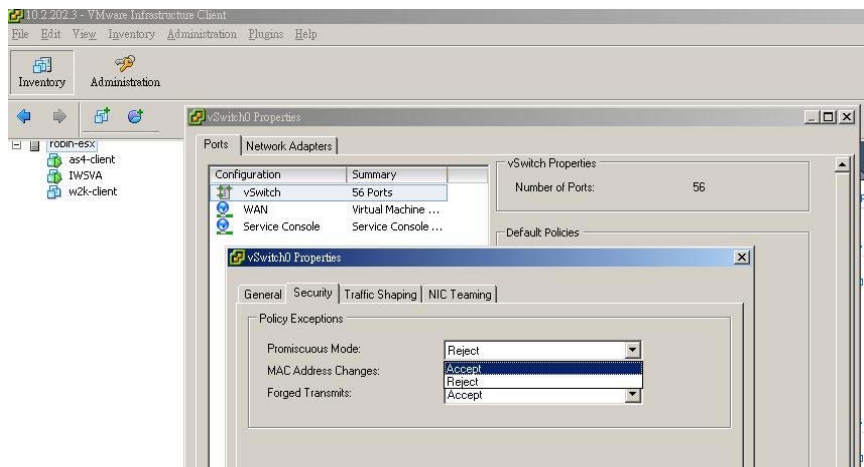 10.2.202.3 - VMware Infrastructure Client
File Edit View Inventory Administration Plugins Help
Inventory Administration
robin-esx
as4-client
IWSVA
w2k-client
vSwitch0 Properties
Ports Network Adapters
Configuration Summary
vSwitch 56 Ports
WAN Virtual Machine ...
Service Console Service Console ...
vSwitch Properties
Number of Ports: 56
Default Policies
vSwitch0 Properties
General Security Traffic Shaping NIC Teaming
Policy Exceptions
Promiscuous Mode: Reject
Accept
MAC Address Changes:
Reject
Forged Transmits: Accept